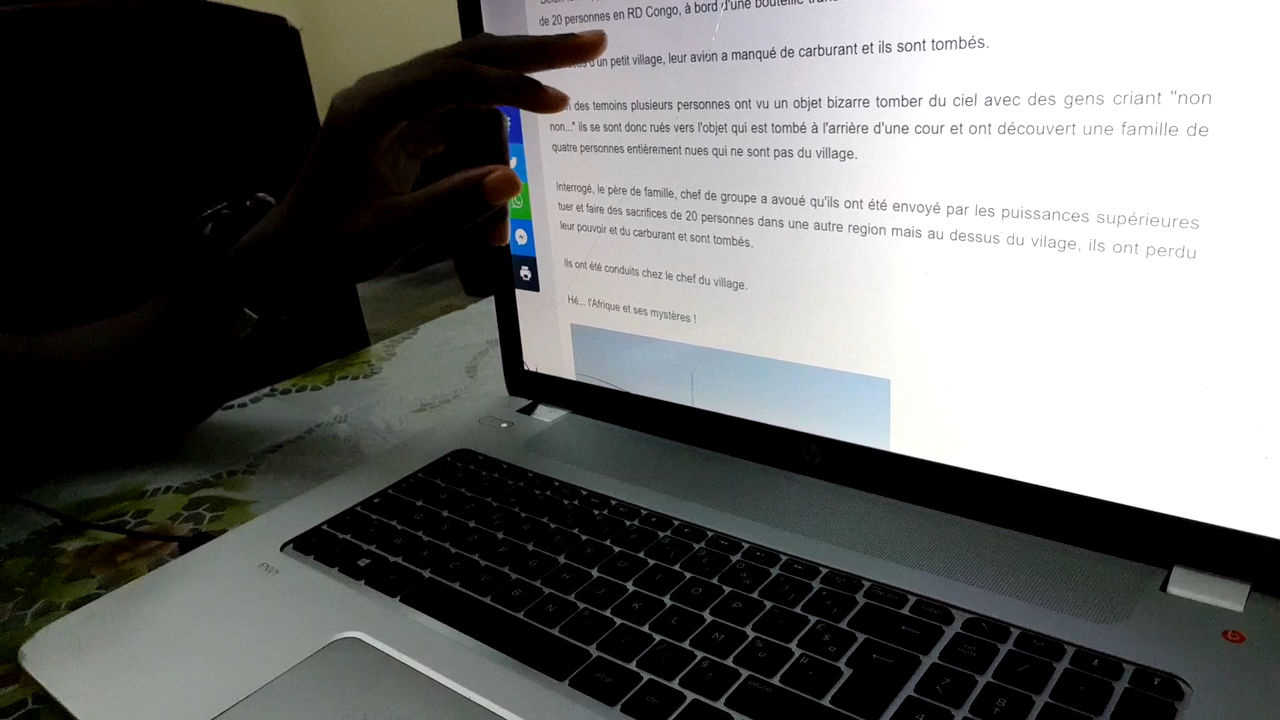 de 20 personnes en RD Congo, à bord d'une bouteille
un petit village, leur avion a manqué de carburant et ils sont tombés.
des temoins plusieurs personnes ont vu un objet bizarre tomber du ciel avec des gens criant "non
non..." ils se sont donc rués vers l'objet qui est tombé à l'arrière d'une cour et ont découvert une famille de
quatre personnes entièrement nues qui ne sont pas du village.
Interrogé, le père de famille, chef de groupe a avoué qu'ils ont été envoyé par les puissances supérieures
tuer et faire des sacrifices de 20 personnes dans une autre region mais au dessus du vilage, ils ont perdu
leur pouvoir et du carburant et sont tombés.
Ils ont été conduits chez le chef du village.
Hé... l'Afrique et ses mystères !
hp
ENVY